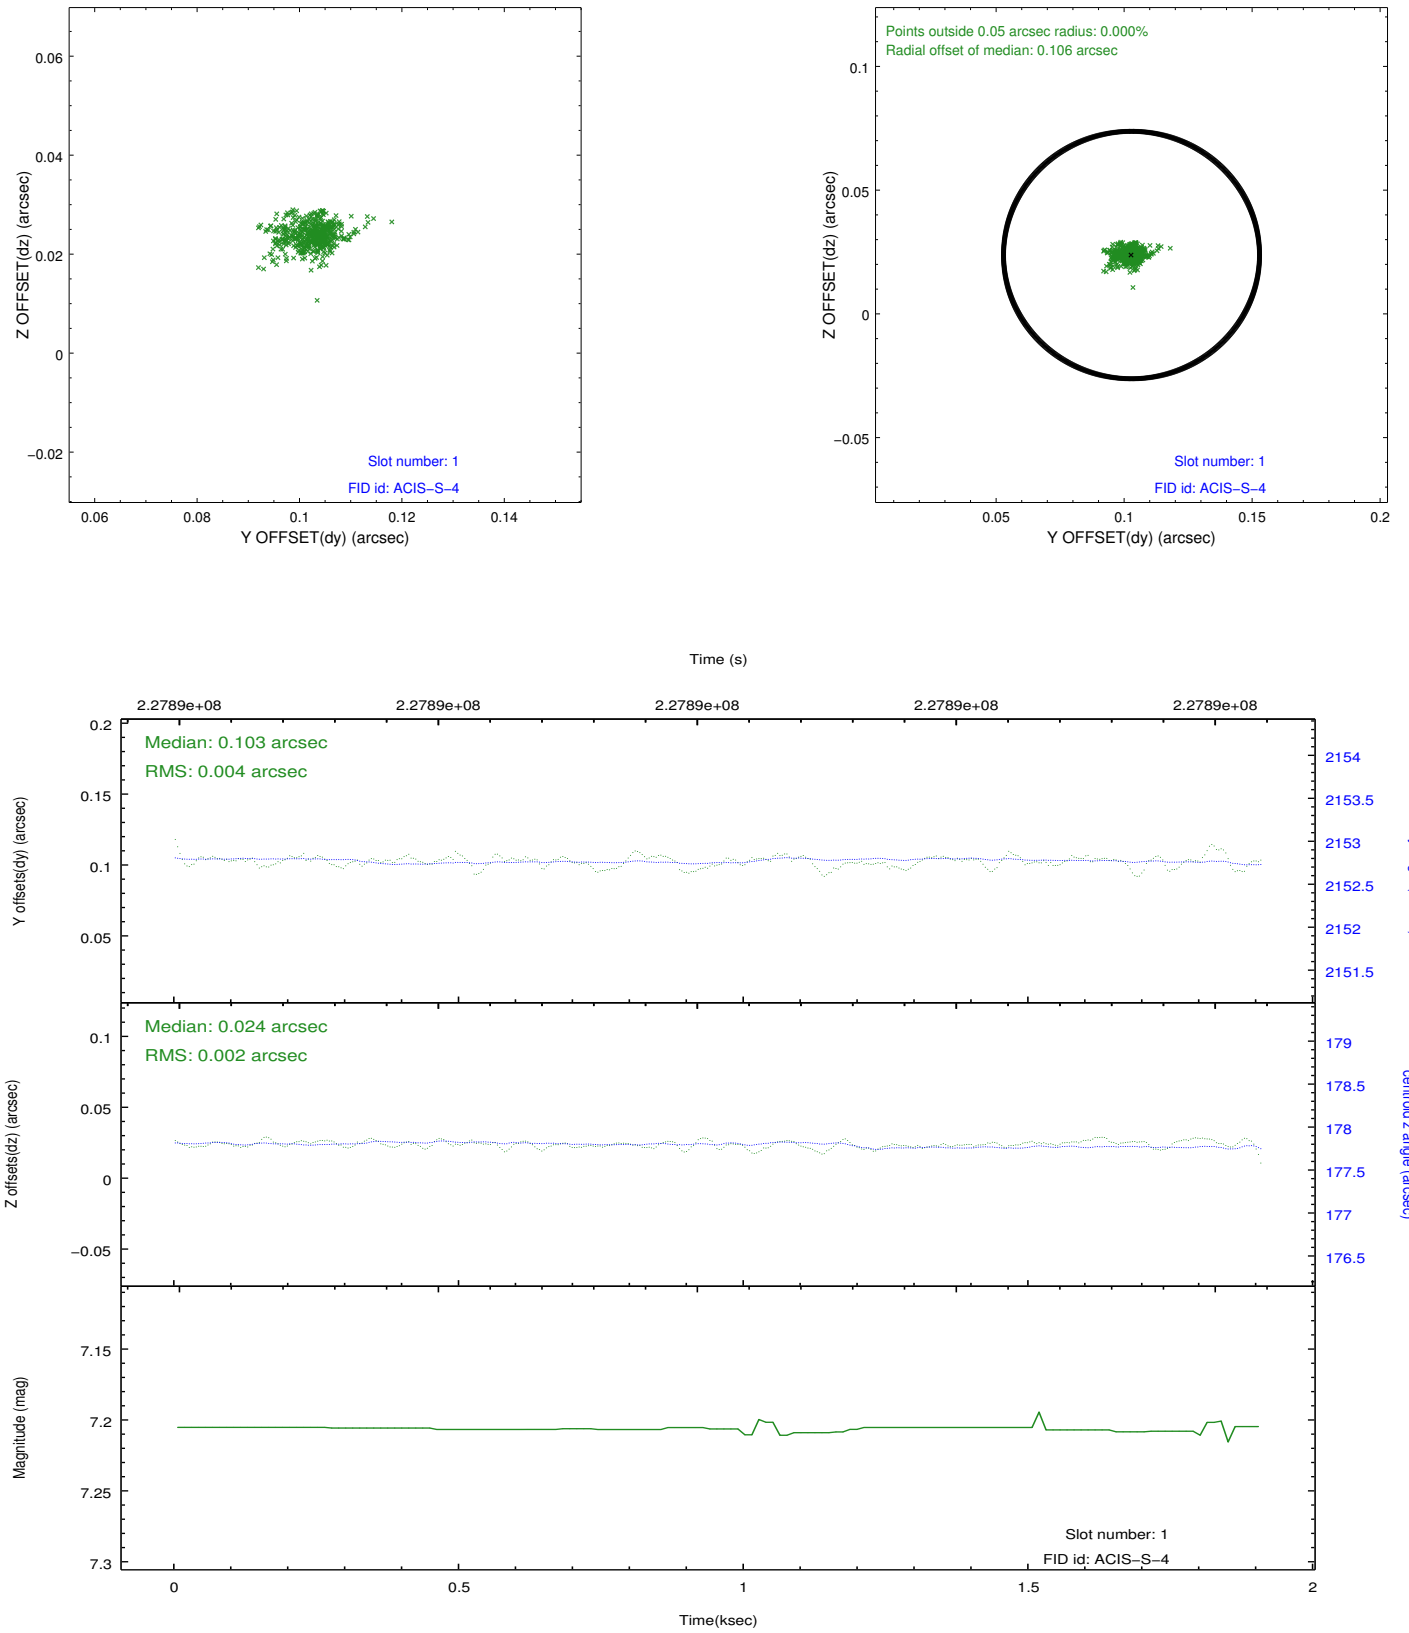 0.06
0.04
0.02
0
−0.02
Z OFFSET(dz) (arcsec)
Slot number: 1
FID id: ACIS−S−4
0.06 0.08 0.1 0.12 0.14
Y OFFSET(dy) (arcsec)
Points outside 0.05 arcsec radius: 0.000%
Radial offset of median: 0.106 arcsec
0.1
0.05
0
−0.05
Z OFFSET(dz) (arcsec)
Slot number: 1
FID id: ACIS−S−4
0.05 0.1 0.15 0.2
Y OFFSET(dy) (arcsec)
Time (s)
2.2789e+08 2.2789e+08 2.2789e+08 2.2789e+08 2.2789e+08
Median: 0.103 arcsec
RMS: 0.004 arcsec
0.2
0.15
0.1
0.05
Y offsets(dy) (arcsec)
2154
2153.5
2153
2152.5
2152
2151.5
Median: 0.024 arcsec
RMS: 0.002 arcsec
0.1
0.05
0
−0.05
Z offsets(dz) (arcsec)
179
178.5
178
177.5
177
176.5
centroid z angle (arcsec)
7.15
7.2
7.25
7.3
Magnitude (mag)
Slot number: 1
FID id: ACIS−S−4
0 0.5 1 1.5 2
Time(ksec)